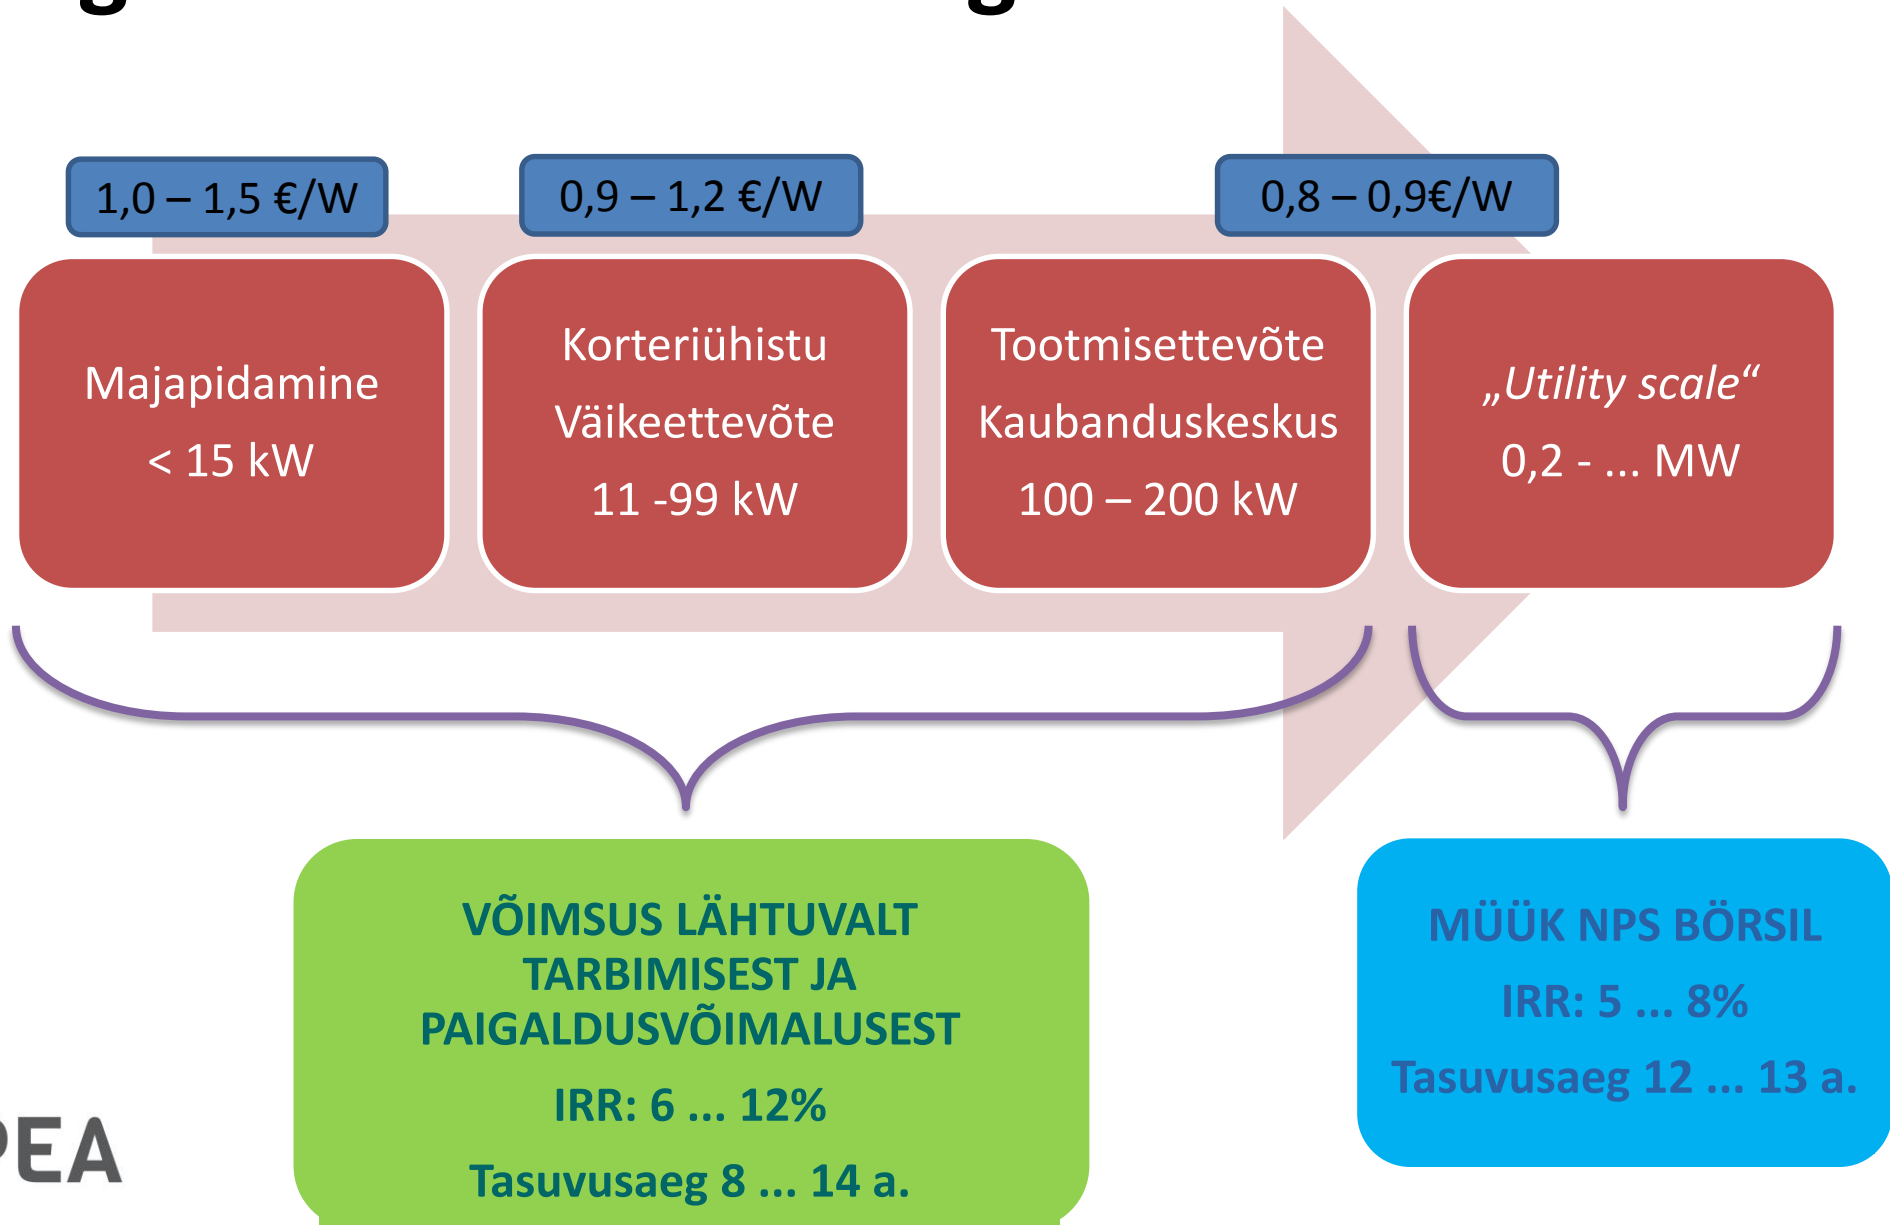 1,0 – 1,5 €/W
0,9 – 1,2 €/W
0,8 – 0,9€/W
Majapidamine
< 15 kW
Korteriühistu
Väikeettevõte
11 -99 kW
Tootmisettevõte
Kaubanduskeskus
100 – 200 kW
„Utility scale“
0,2 - ... MW
VÕIMSUS LÄHTUVALT
TARBIMISEST JA
PAIGALDUSVÕIMALUSEST
IRR: 6 ... 12%
Tasuvusaeg 8 ... 14 a.
MÜÜK NPS BÖRSIL
IRR: 5 ... 8%
Tasuvusaeg 12 ... 13 a.